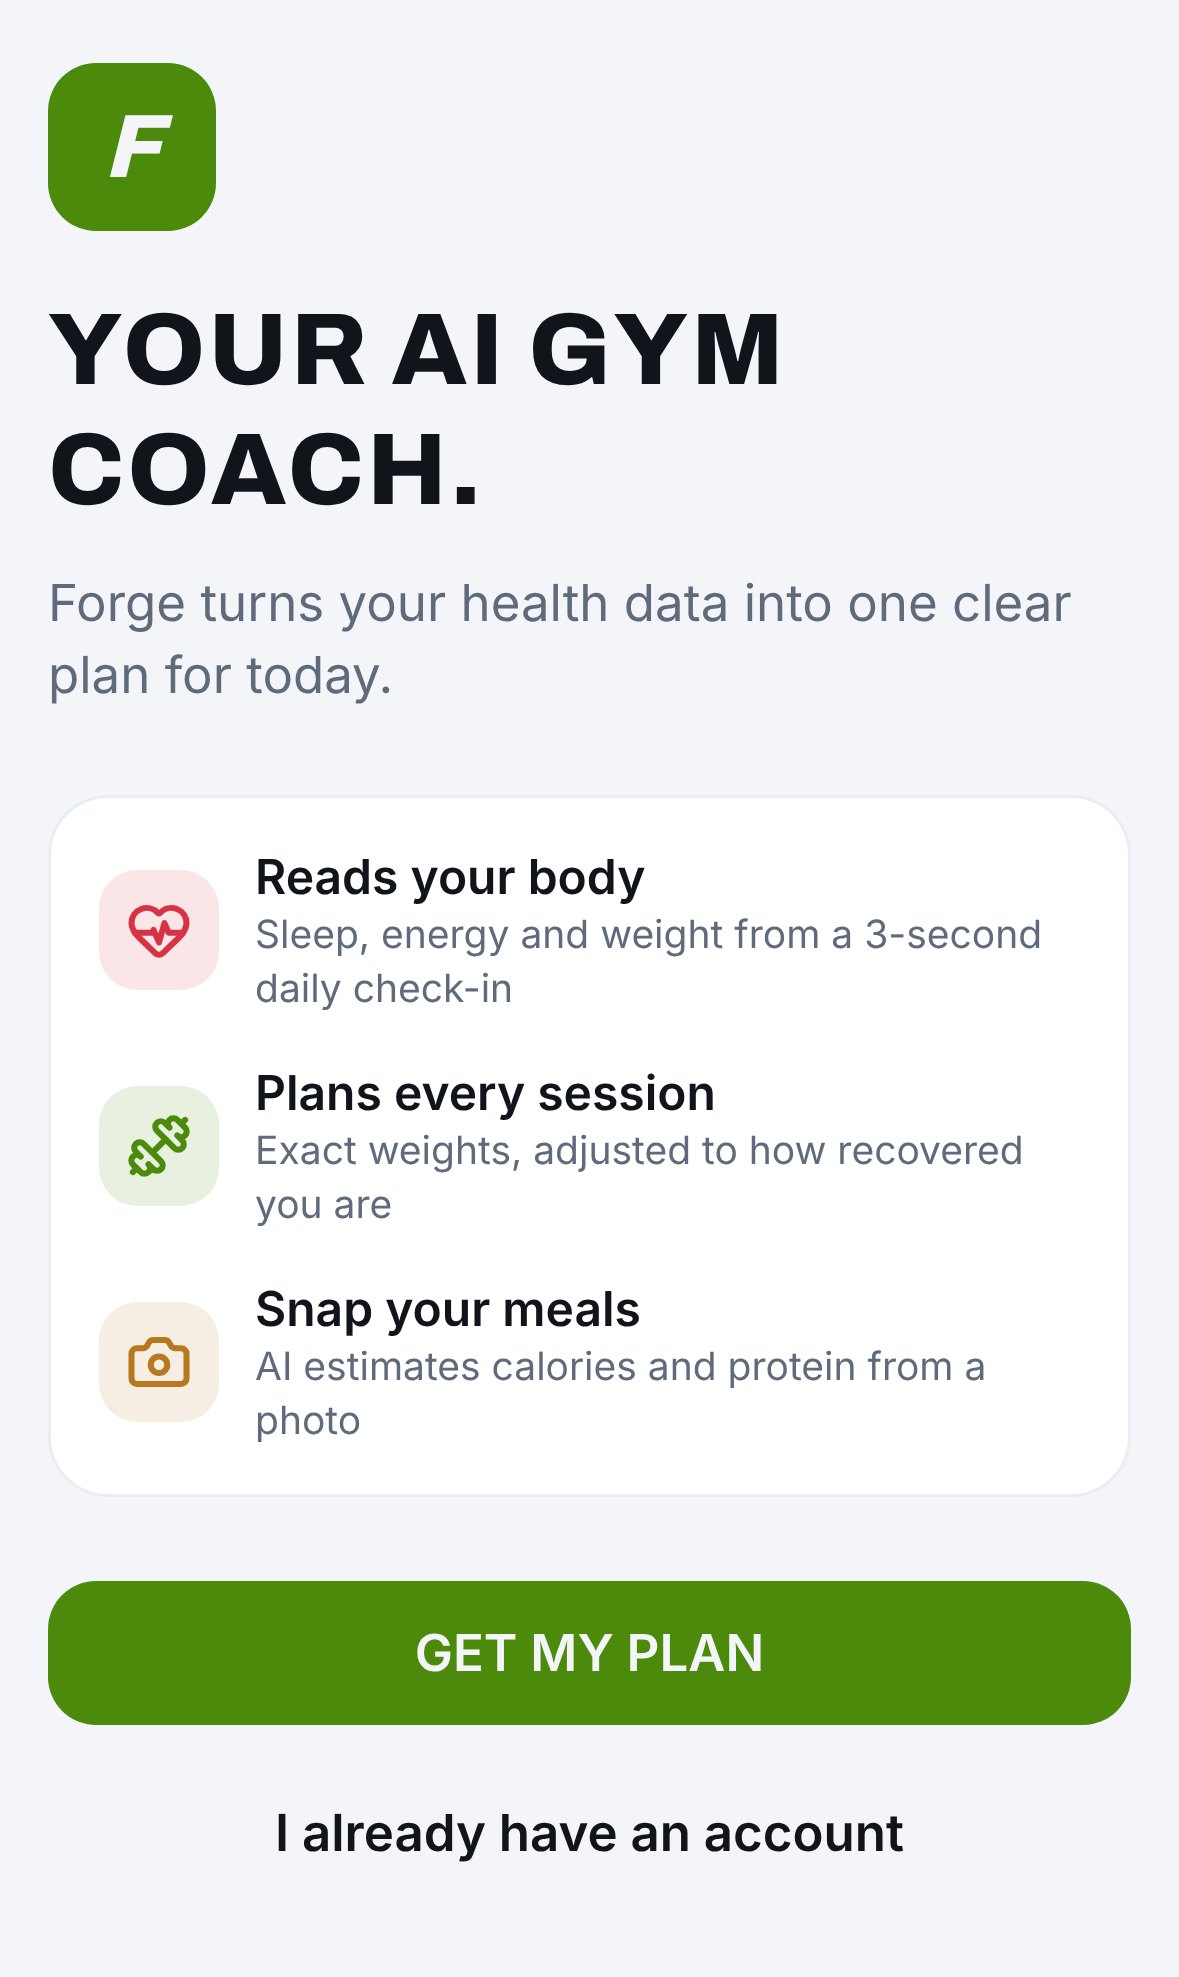 F
YOUR AI GYM
COACH.
Forge turns your health data into one clear
plan for today.
Reads your body
Sleep, energy and weight from a 3-second
daily check-in
Plans every session
Exact weights, adjusted to how recovered
you are
Snap your meals
AI estimates calories and protein from a
photo
GET MY PLAN
I already have an account